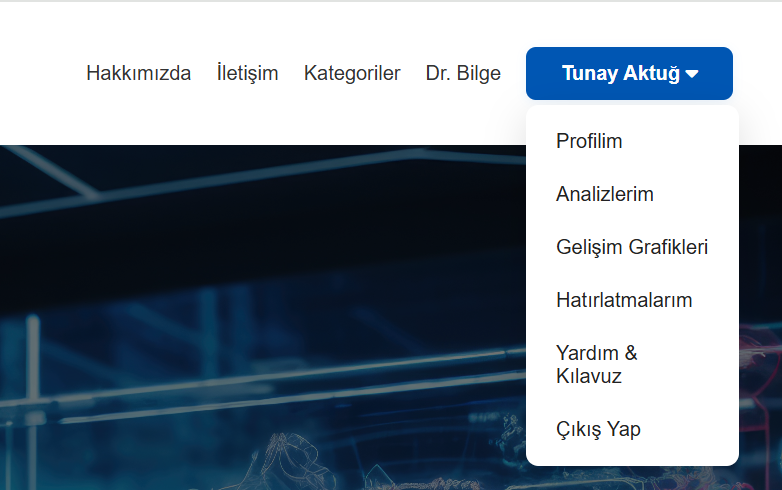 Hakkımızda İletişim Kategoriler Dr. Bilge Tunay Aktuğ
Profilim
Analizlerim
Gelişim Grafikleri
Hatırlatmalarım
Yardım &
Kılavuz
Çıkış Yap